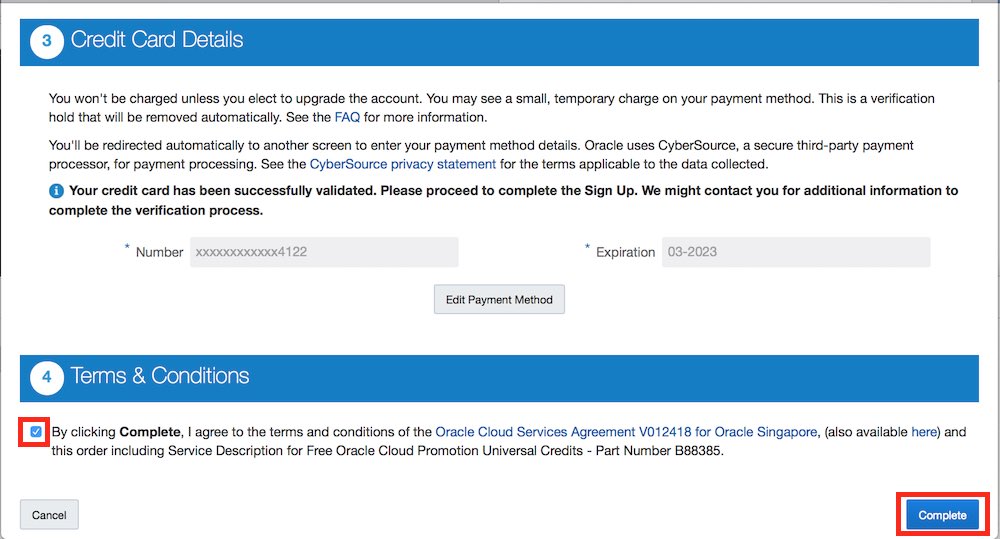 3 Credit Card Details
You won't be charged unless you elect to upgrade the account. You may see a small, temporary charge on your payment method. This is a verification
hold that will be removed automatically. See the FAQ for more information.
You'll be redirected automatically to another screen to enter your payment method details. Oracle uses CyberSource, a secure third-party payment
processor, for payment processing. See the CyberSource privacy statement for the terms applicable to the data collected.
i Your credit card has been successfully validated. Please proceed to complete the Sign Up. We might contact you for additional information to
complete the verification process.
* Number xxxxxxxxxxxx4122 * Expiration 03-2023
Edit Payment Method
4 Terms & Conditions
By clicking Complete, I agree to the terms and conditions of the Oracle Cloud Services Agreement V012418 for Oracle Singapore, (also available here) and
this order including Service Description for Free Oracle Cloud Promotion Universal Credits - Part Number B88385.
Cancel Complete